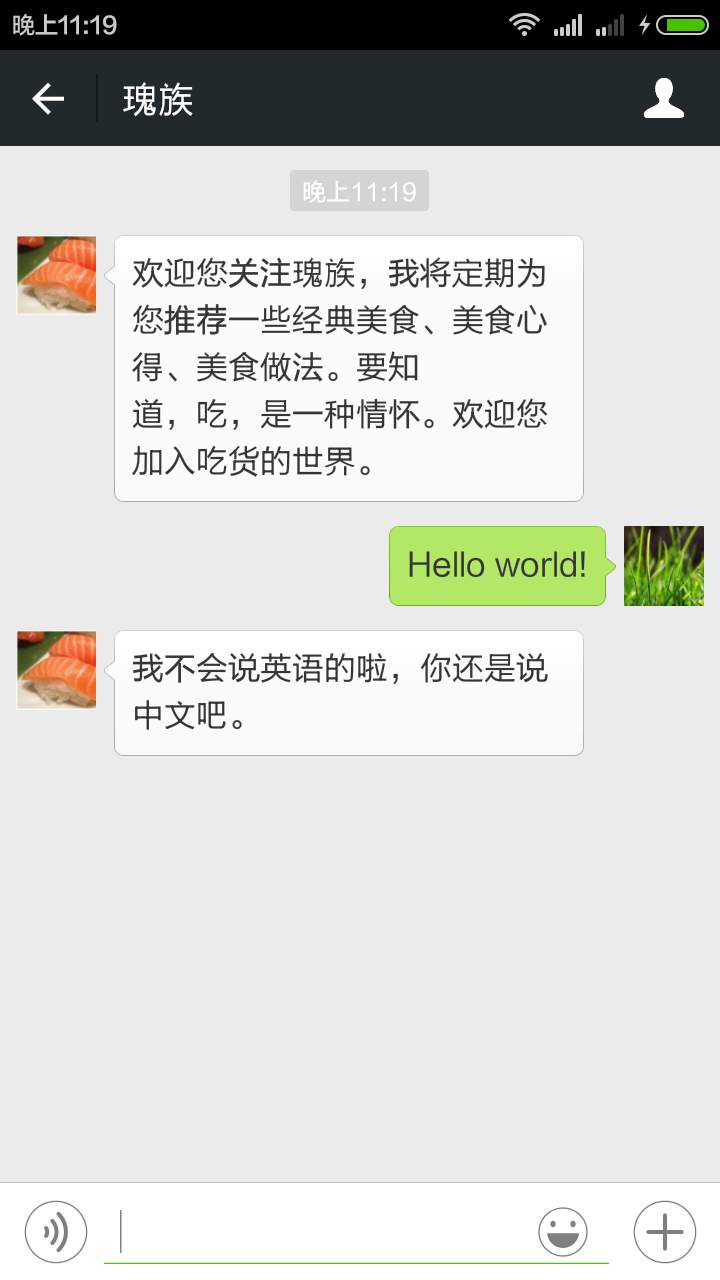 晚上11:19
瑰族
晚上11:19
欢迎您关注瑰族，我将定期为
您推荐一些经典美食、美食心
得、美食做法。要知
道，吃，是一种情怀。欢迎您
加入吃货的世界。
Hello world!
我不会说英语的啦，你还是说
中文吧。